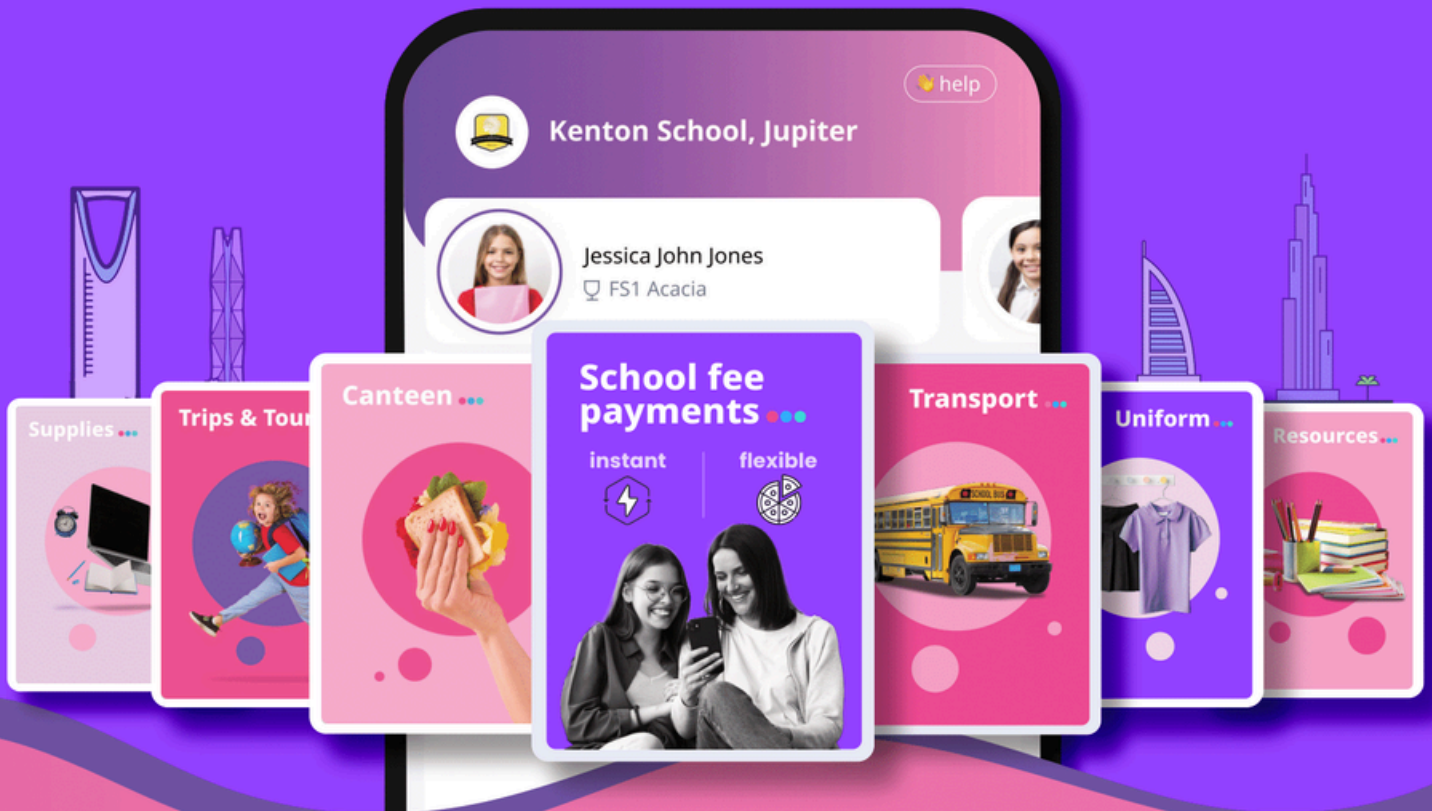 help
Kenton School, Jupiter
Jessica John Jones
FS1 Acacia
Supplies
Trips & Tour
Canteen
School fee
payments
instant
flexible
Transport
SCHOOL BUS
Uniform
Resources